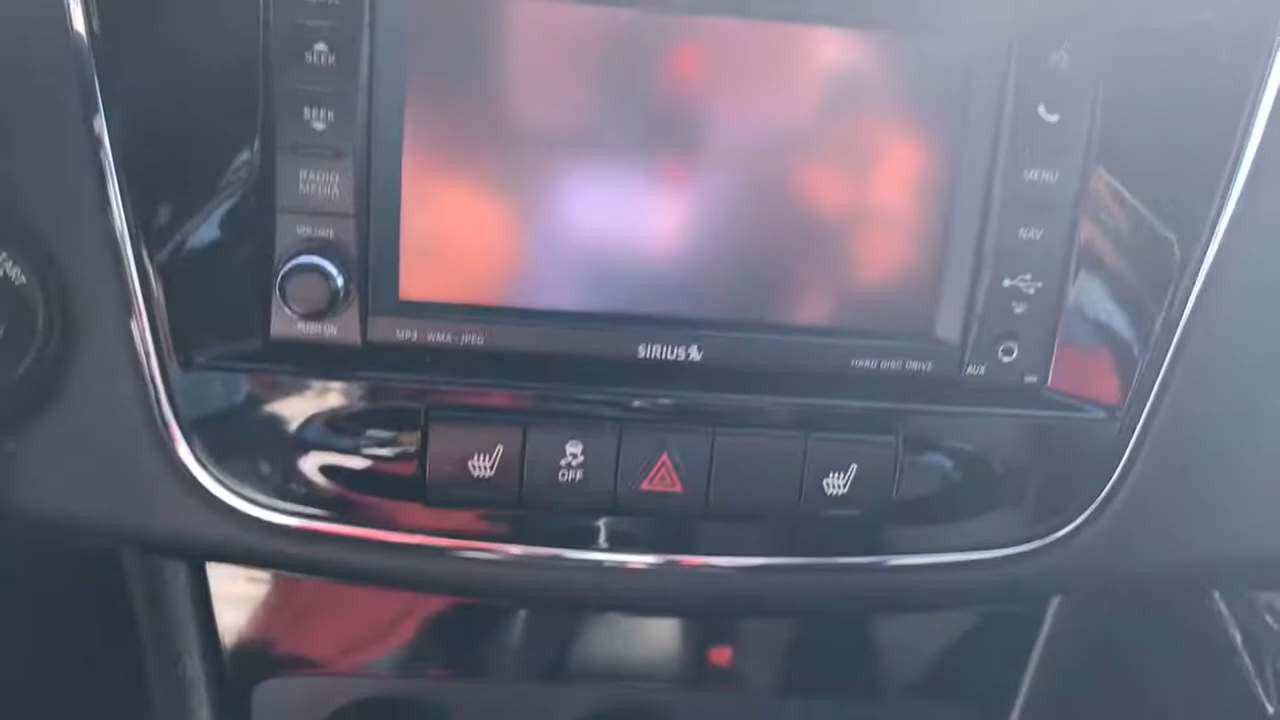 SEEK
SEEK
RADIO
MEDIA
VOLUME
PUSH ON
MENU
NAV
MP3 · WMA · JPEG
SIRIUS
HARD DISC DRIVE
AUX
OFF